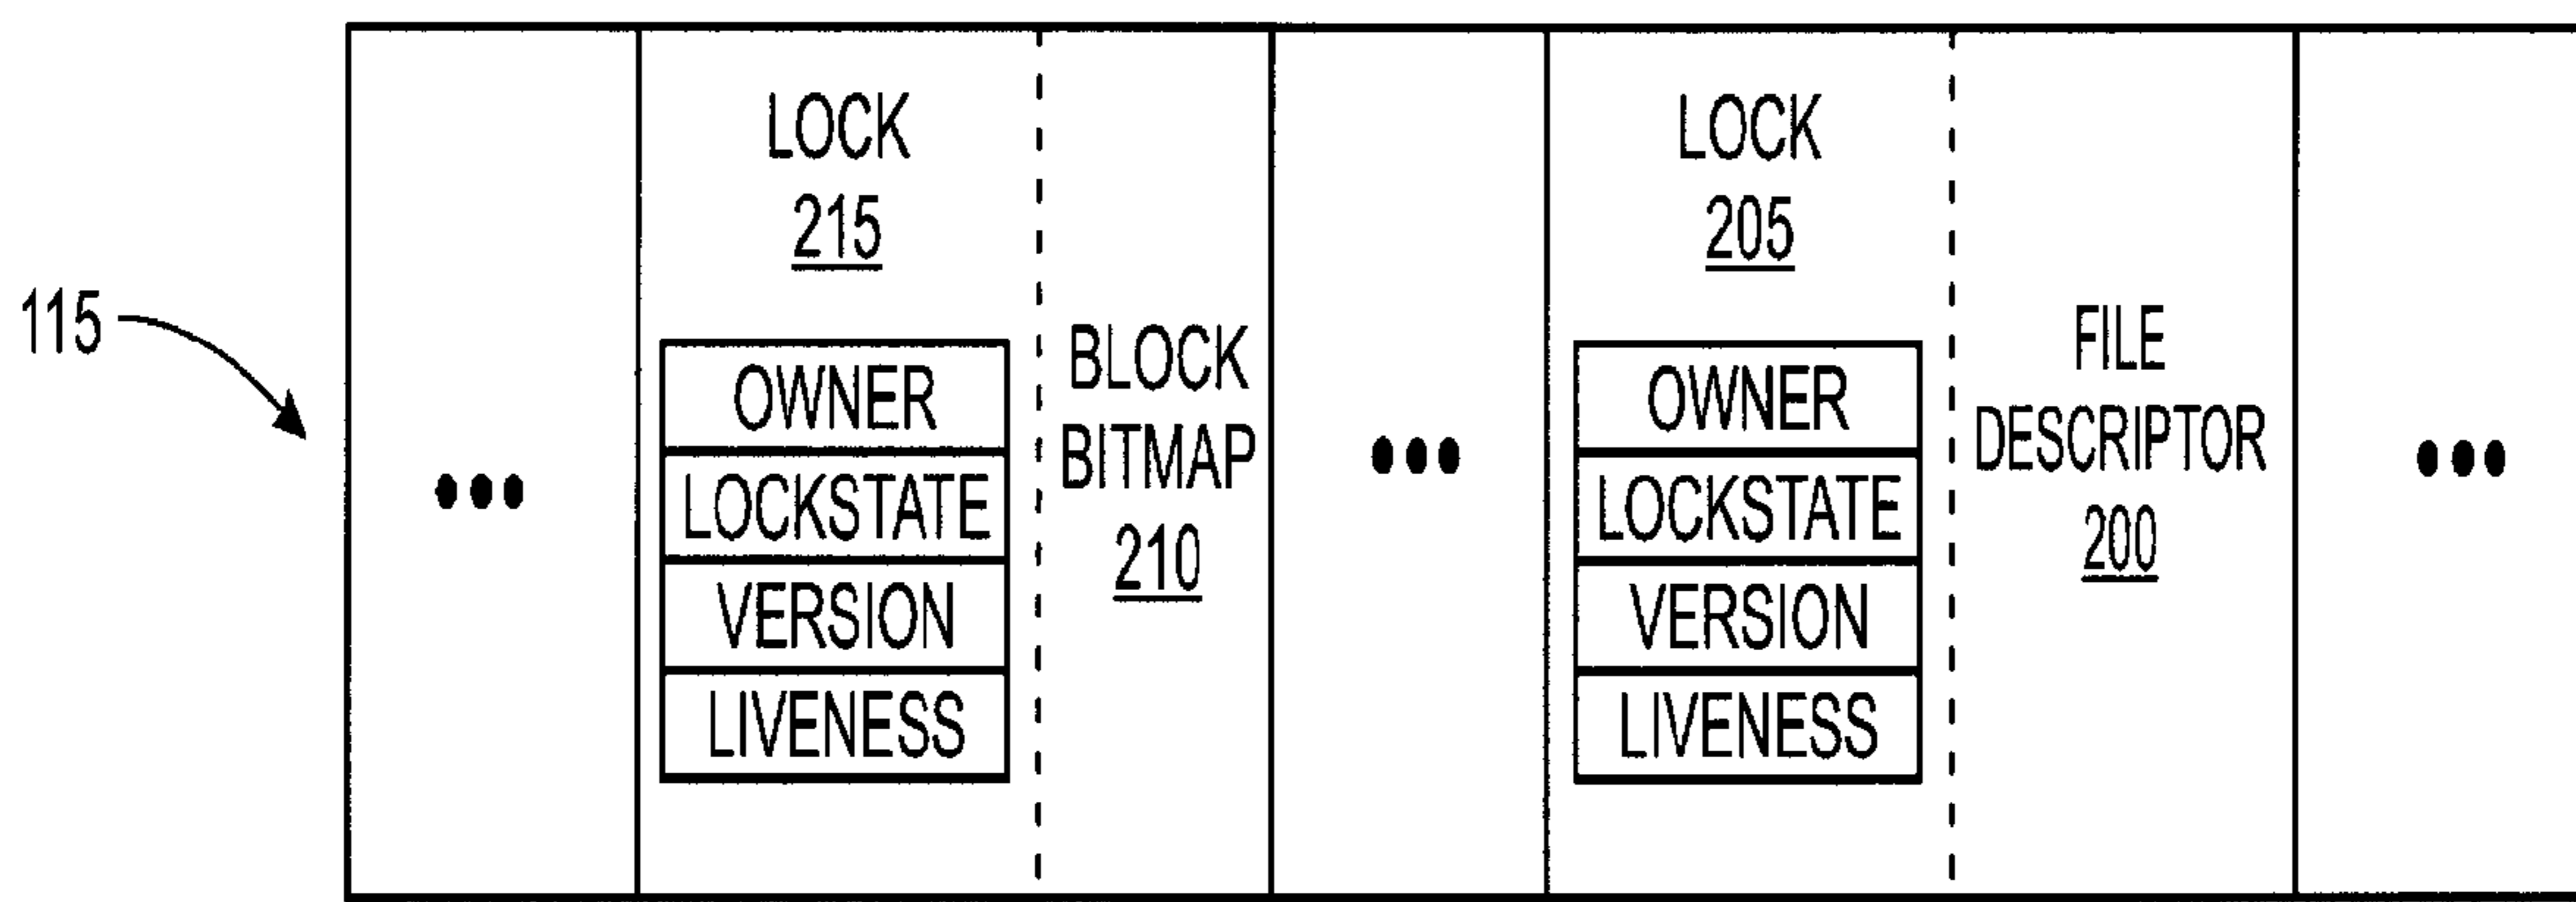 115
•••
LOCK
215
OWNER
LOCKSTATE
VERSION
LIVENESS
BLOCK
BITMAP
210
•••
LOCK
205
OWNER
LOCKSTATE
VERSION
LIVENESS
FILE
DESCRIPTOR
200
•••